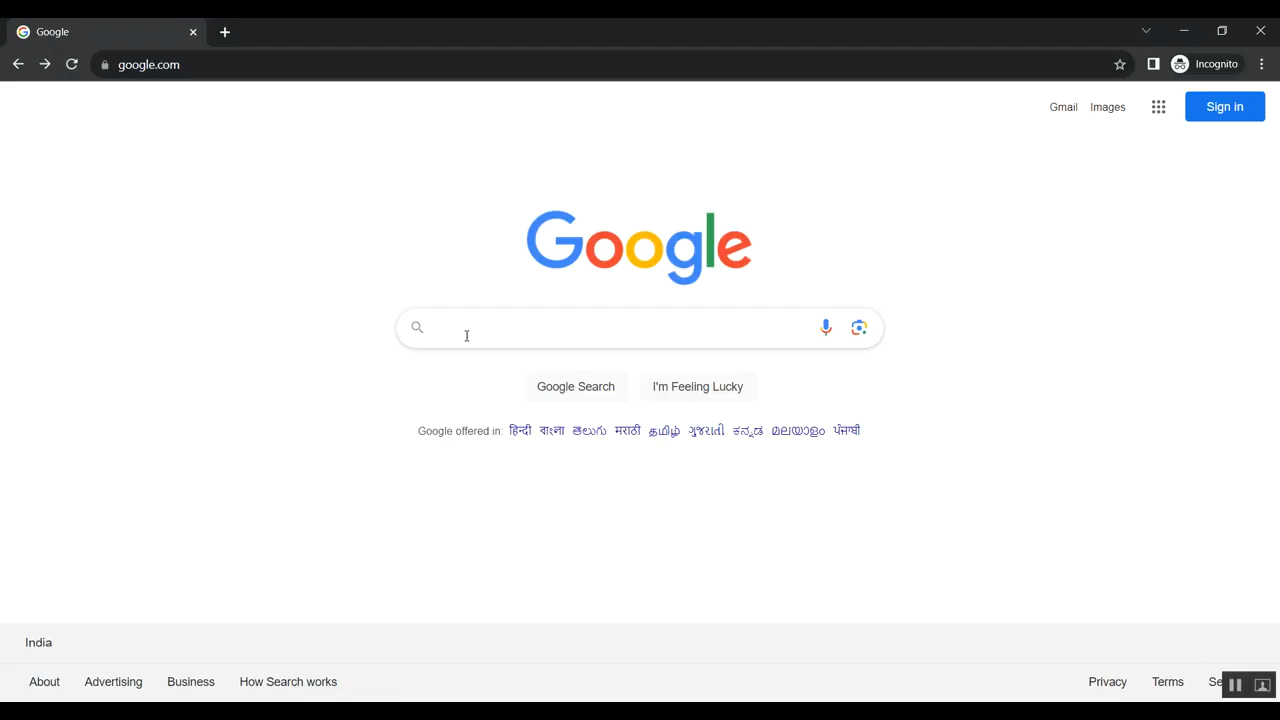 Google
google.com
Incognito
Gmail Images Sign in
Google
Google Search I'm Feeling Lucky
Google offered in: हिन्दी বাংলা తెలుగు मराठी தமிழ் ગુજરાતી ಕನ್ನಡ മലയാളം ਪੰਜਾਬੀ
India
About Advertising Business How Search works Privacy Terms